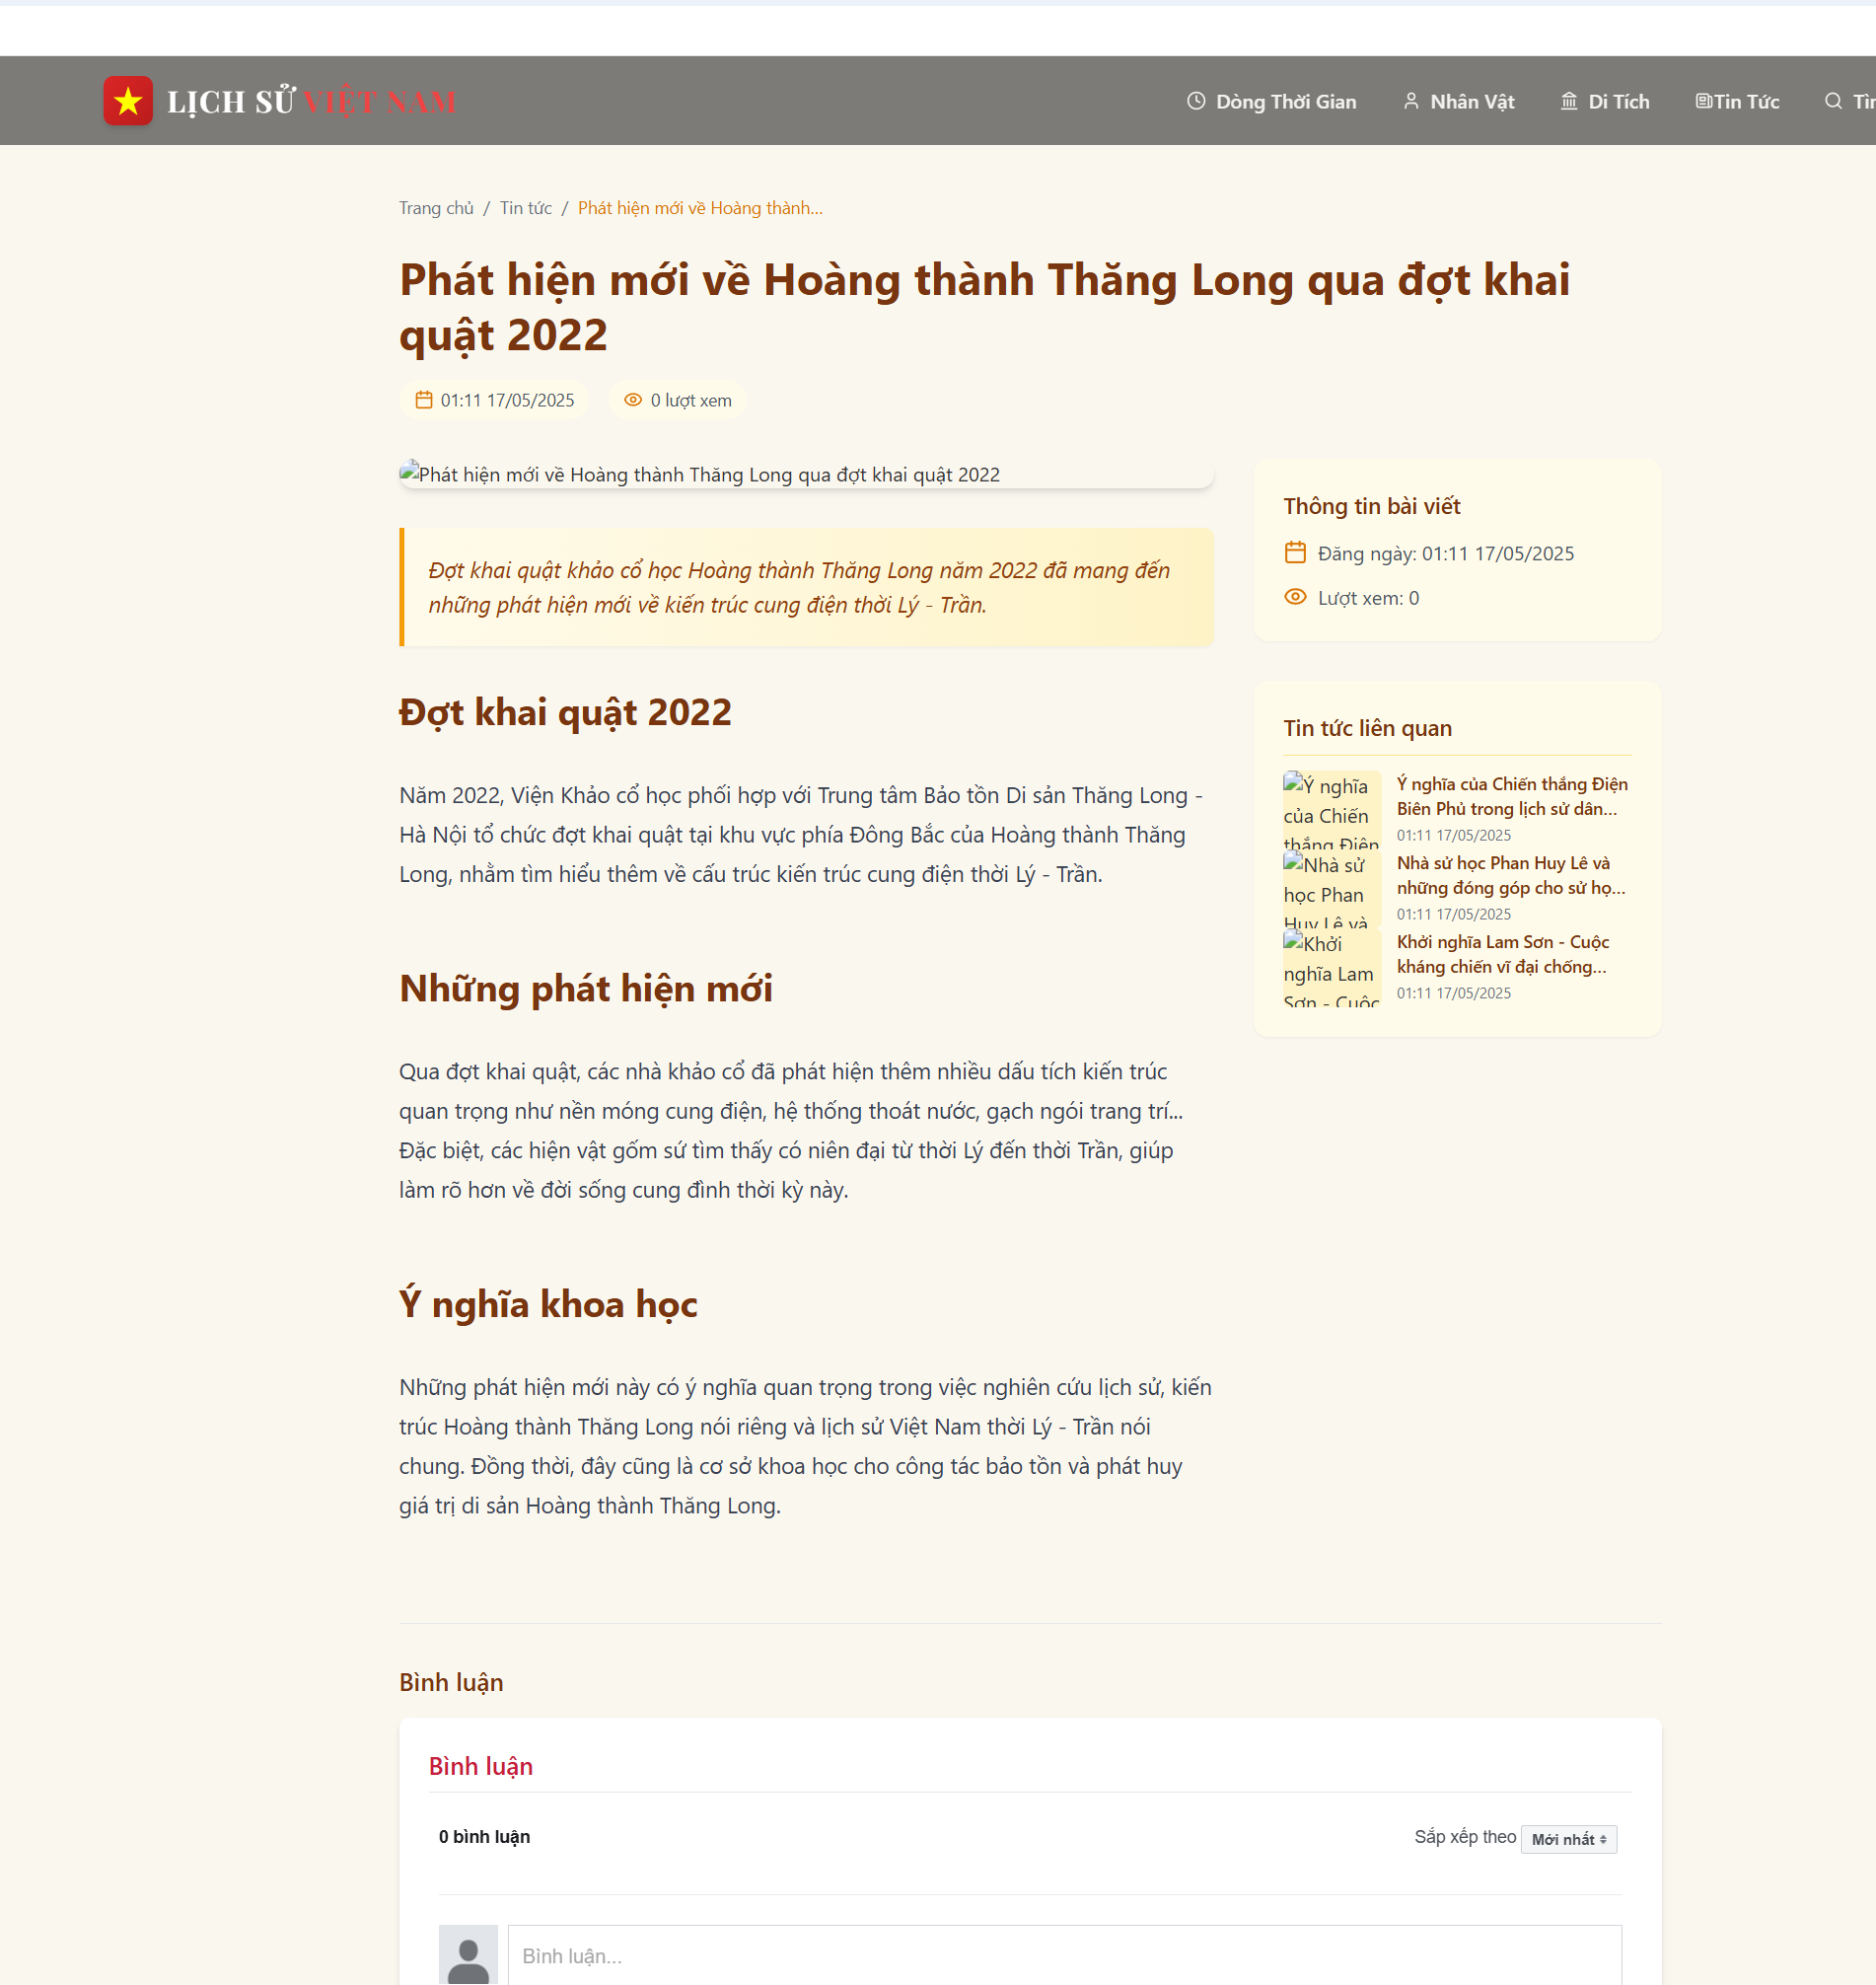 LỊCH SỬ VIỆT NAM
Dòng Thời Gian
Nhân Vật
Di Tích
Tin Tức
Trang chủ / Tin tức / Phát hiện mới về Hoàng thành...
Phát hiện mới về Hoàng thành Thăng Long qua đợt khai
quật 2022
01:11 17/05/2025
0 lượt xem
Phát hiện mới về Hoàng thành Thăng Long qua đợt khai quật 2022
Đợt khai quật khảo cổ học Hoàng thành Thăng Long năm 2022 đã mang đến
những phát hiện mới về kiến trúc cung điện thời Lý - Trần.
Đợt khai quật 2022
Năm 2022, Viện Khảo cổ học phối hợp với Trung tâm Bảo tồn Di sản Thăng Long -
Hà Nội tổ chức đợt khai quật tại khu vực phía Đông Bắc của Hoàng thành Thăng
Long, nhằm tìm hiểu thêm về cấu trúc kiến trúc cung điện thời Lý - Trần.
Những phát hiện mới
Qua đợt khai quật, các nhà khảo cổ đã phát hiện thêm nhiều dấu tích kiến trúc
quan trọng như nền móng cung điện, hệ thống thoát nước, gạch ngói trang trí...
Đặc biệt, các hiện vật gốm sứ tìm thấy có niên đại từ thời Lý đến thời Trần, giúp
làm rõ hơn về đời sống cung đình thời kỳ này.
Ý nghĩa khoa học
Những phát hiện mới này có ý nghĩa quan trọng trong việc nghiên cứu lịch sử, kiến
trúc Hoàng thành Thăng Long nói riêng và lịch sử Việt Nam thời Lý - Trần nói
chung. Đồng thời, đây cũng là cơ sở khoa học cho công tác bảo tồn và phát huy
giá trị di sản Hoàng thành Thăng Long.
Thông tin bài viết
Đăng ngày: 01:11 17/05/2025
Lượt xem: 0
Tin tức liên quan
Ý nghĩa
của Chiến
thắng Điện
Ý nghĩa của Chiến thắng Điện
Biên Phủ trong lịch sử dân...
01:11 17/05/2025
Nhà sử
học Phan
Huy Lê và
Nhà sử học Phan Huy Lê và
những đóng góp cho sử họ...
01:11 17/05/2025
Khởi
nghĩa Lam
Sơn - Cuộc
Khởi nghĩa Lam Sơn - Cuộc
kháng chiến vĩ đại chống...
01:11 17/05/2025
Bình luận
Bình luận
0 bình luận
Sắp xếp theo Mới nhất
Bình luận...